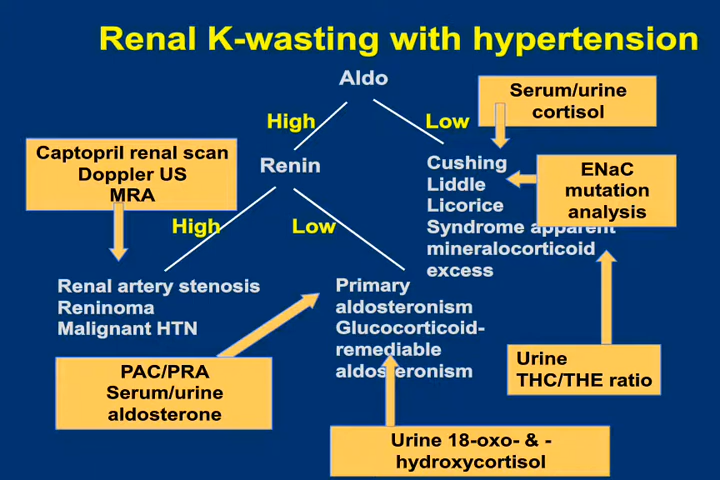 Renal K-wasting with hypertension
Aldo
High
Low
Serum/urine
cortisol
Captopril renal scan
Doppler US
MRA
Renin
Cushing
Liddle
Licorice
Syndrome apparent
mineralocorticoid
excess
ENaC
mutation
analysis
High
Low
Renal artery stenosis
Reninoma
Malignant HTN
Primary
aldosteronism
Glucocorticoid-
remediable
aldosteronism
PAC/PRA
Serum/urine
aldosterone
Urine
THC/THE ratio
Urine 18-oxo- & -
hydroxycortisol